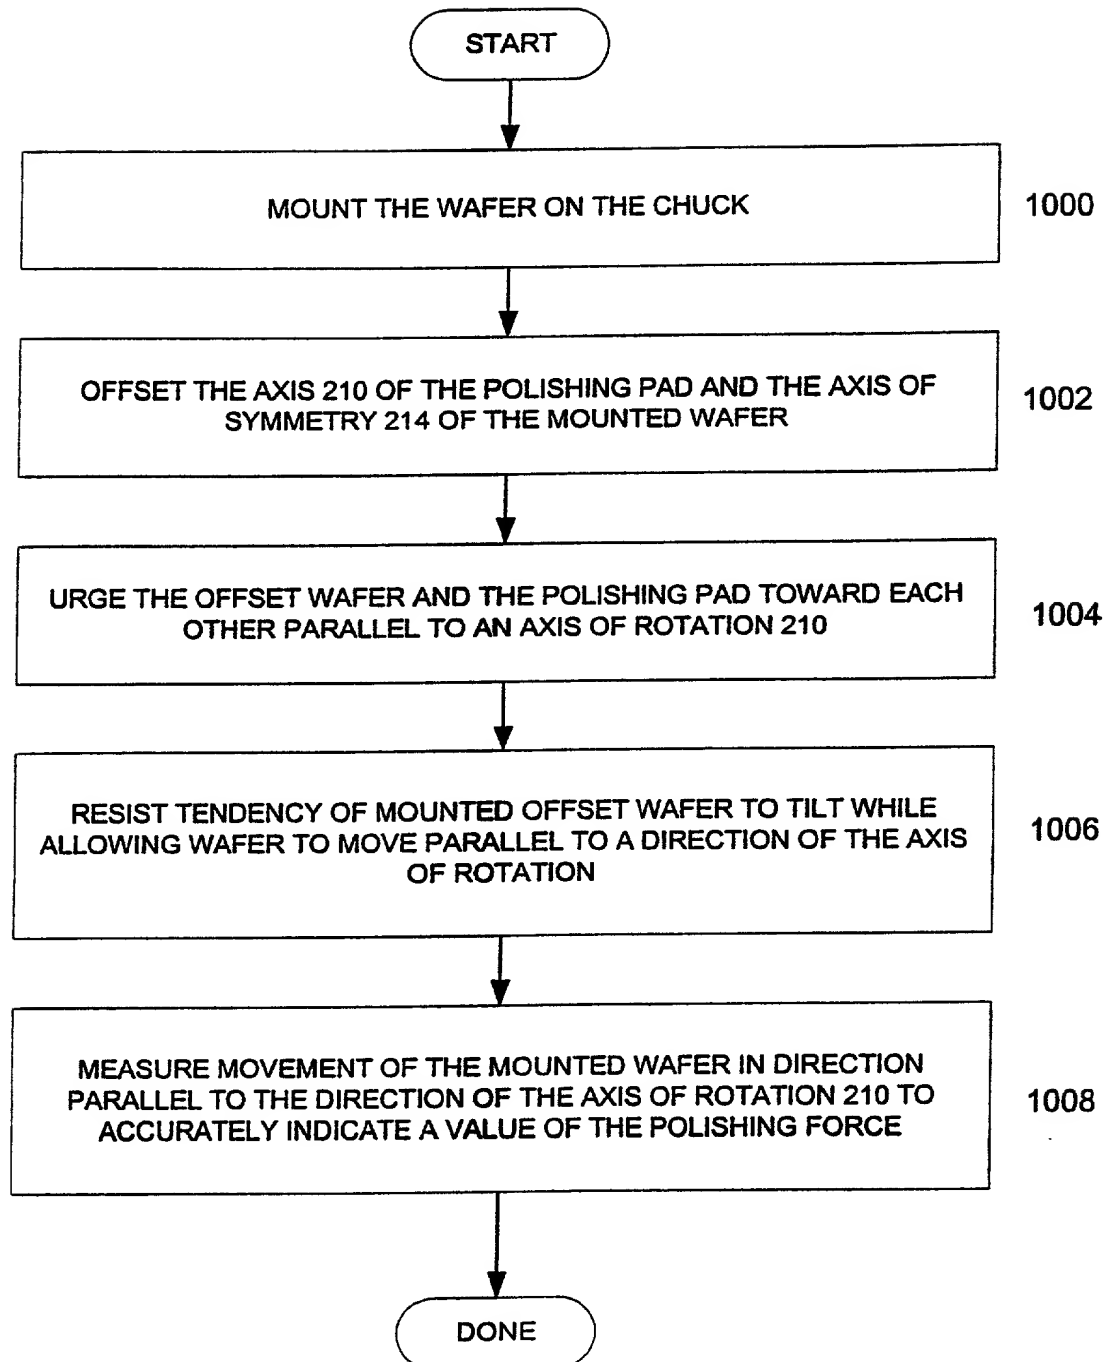 START
MOUNT THE WAFER ON THE CHUCK
1000
OFFSET THE AXIS 210 OF THE POLISHING PAD AND THE AXIS OF
SYMMETRY 214 OF THE MOUNTED WAFER
1002
URGE THE OFFSET WAFER AND THE POLISHING PAD TOWARD EACH
OTHER PARALLEL TO AN AXIS OF ROTATION 210
1004
RESIST TENDENCY OF MOUNTED OFFSET WAFER TO TILT WHILE
ALLOWING WAFER TO MOVE PARALLEL TO A DIRECTION OF THE AXIS
OF ROTATION
1006
MEASURE MOVEMENT OF THE MOUNTED WAFER IN DIRECTION
PARALLEL TO THE DIRECTION OF THE AXIS OF ROTATION 210 TO
ACCURATELY INDICATE A VALUE OF THE POLISHING FORCE
1008
DONE